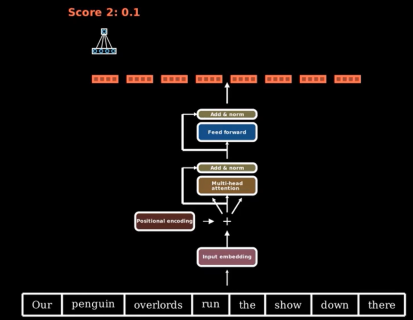 Score 2: 0.1
Add & norm
Feed forward
Add & norm
Multi-head
attention
Positional encoding
+
Input embedding
Our penguin overlords run the show down there